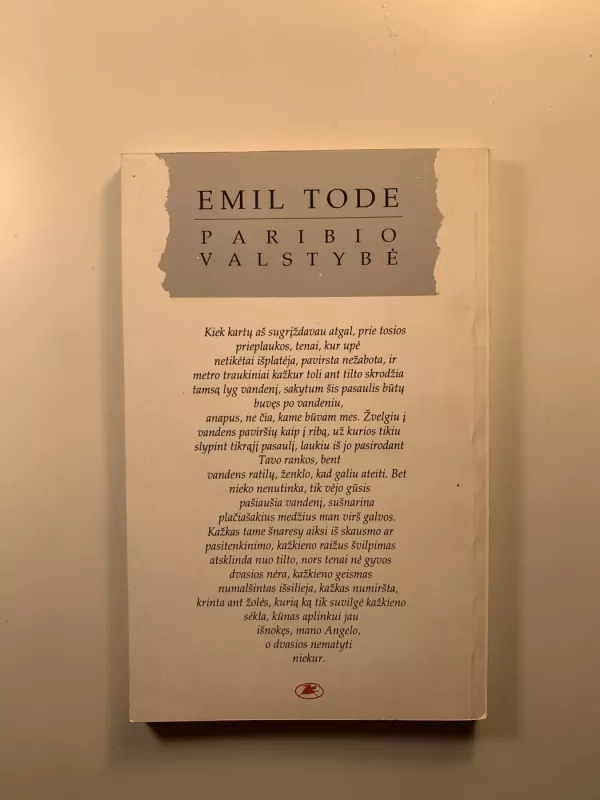 EMIL TODE
PARIBIO
VALSTYBĖ
Kiek kartų aš sugrįždavau atgal, prie tosios
prieplaukos, tenai, kur upė
netikėtai išplatėja, pavirsta nežabota, ir
metro traukiniai kažkur toli ant tilto skrodžia
tamsą lyg vandenį, sakytum šis pasaulis būtų
buvęs po vandeniu,
anapus, ne čia, kame būvam mes. Žvelgiu į
vandens paviršių kaip į ribą, už kurios tikiu
slypint tikrąjį pasaulį, laukiu iš jo pasirodant
Tavo rankos, bent
vandens ratilų, ženklo, kad galiu ateiti. Bet
nieko nenutinka, tik vėjo gūsis
pašiaušia vandenį, sušnarina
plačiašakius medžius man virš galvos.
Kažkas tame šnaresy aiksi iš skausmo ar
pasitenkinimo, kažkieno raižus švilpimas
atsklinda nuo tilto, nors tenai nė gyvos
dvasios nėra, kažkieno geismas
numalšintas išsilieja, kažkas numiršta,
krinta ant žolės, kurią ką tik suvilgė kažkieno
sėkla, kūnas aplinkui jau
išnokęs, mano Angelo,
o dvasios nematyti
niekur.